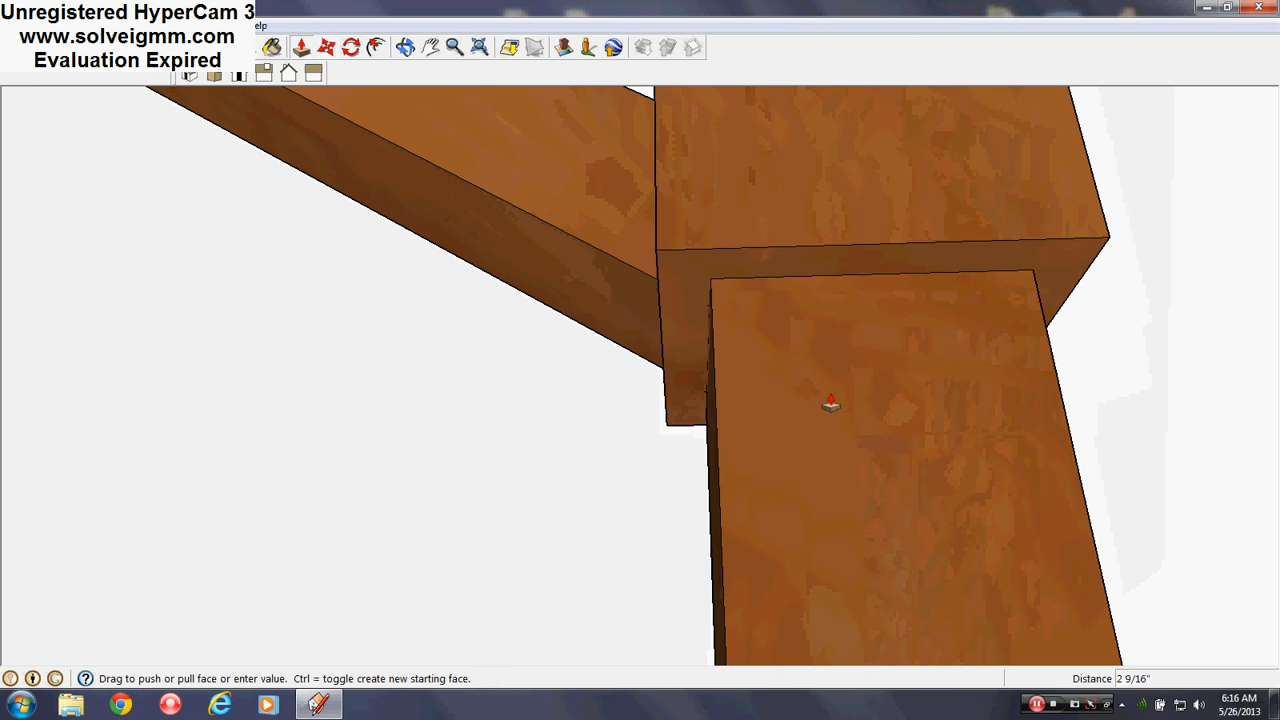 Unregistered HyperCam 3
www.solveigmm.com
Evaluation Expired
elp
Drag to push or pull face or enter value. Ctrl = toggle create new starting face.
Distance 2 9/16"
6:16 AM
5/26/2013